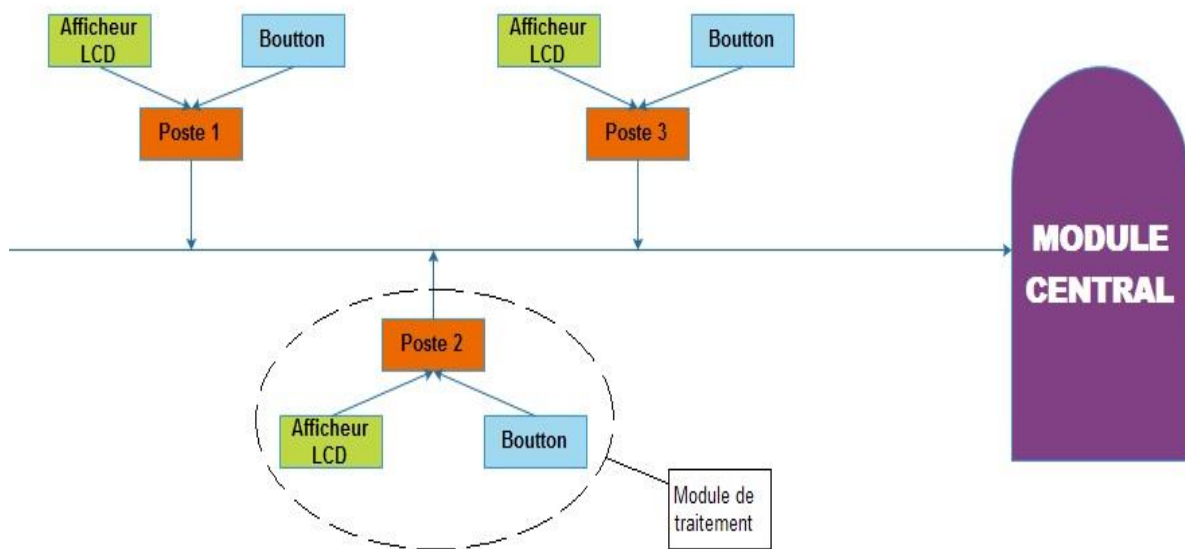 Afficheur
LCD
Boutton
Poste 1
Afficheur
LCD
Boutton
Poste 3
MODULE
CENTRAL
Poste 2
Afficheur
LCD
Boutton
Module de
traitement